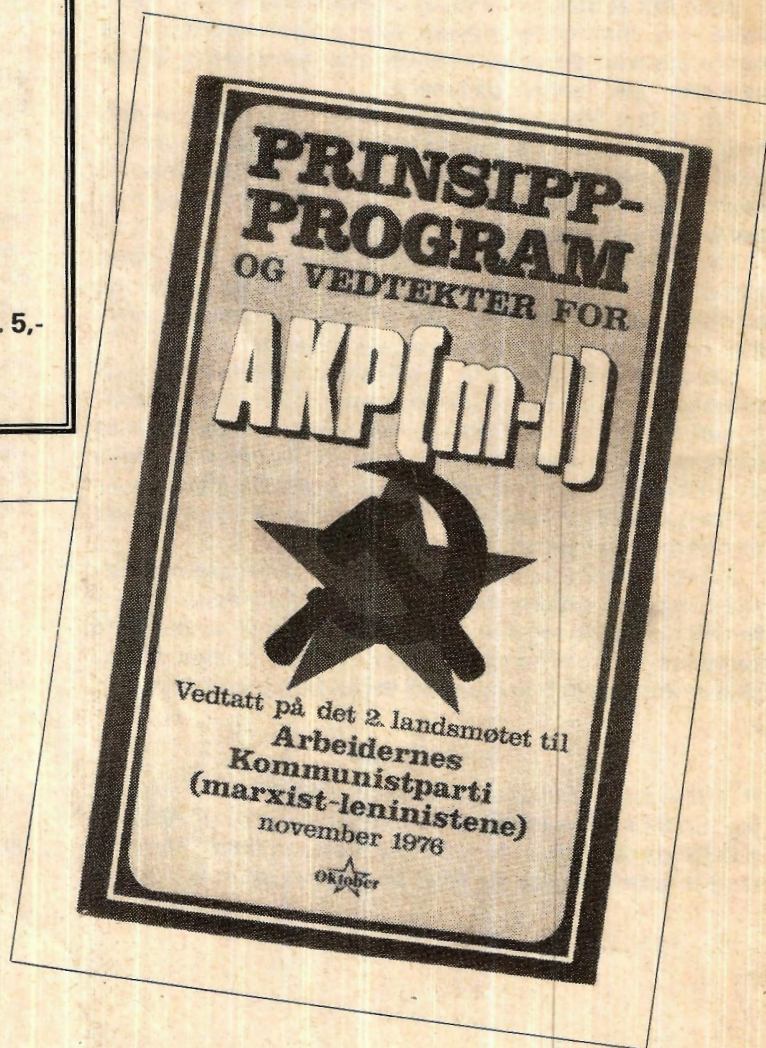 . 5,-
PRINSIPP-
PROGRAM
OG VEDTEKTER FOR
AKP(m-l)
Vedtatt på det 2. landsmøtet til
Arbeidernes
Kommunistparti
(marxist-leninistene)
november 1976
Oktober